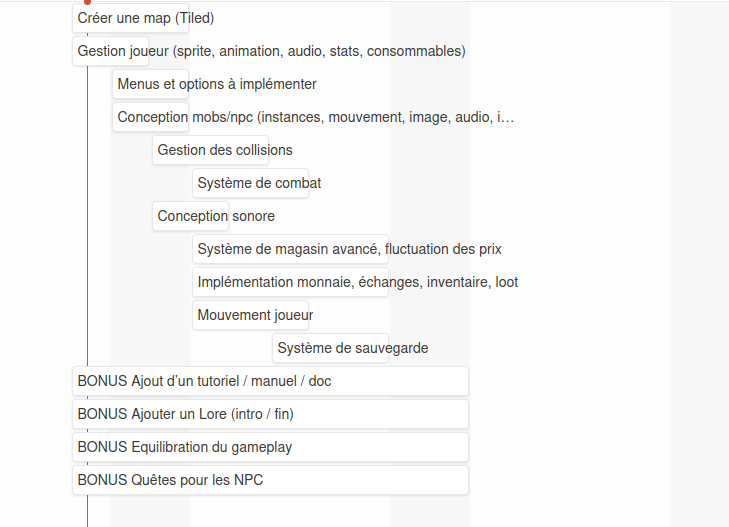 Créer une map (Tiled)
Gestion joueur (sprite, animation, audio, stats, consommables)
Menus et options à implémenter
Conception mobs/npc (instances, mouvement, image, audio, i…
Gestion des collisions
Système de combat
Conception sonore
Système de magasin avancé, fluctuation des prix
Implémentation monnaie, échanges, inventaire, loot
Mouvement joueur
Système de sauvegarde
BONUS Ajout d'un tutoriel / manuel / doc
BONUS Ajouter un Lore (intro / fin)
BONUS Equilibration du gameplay
BONUS Quêtes pour les NPC